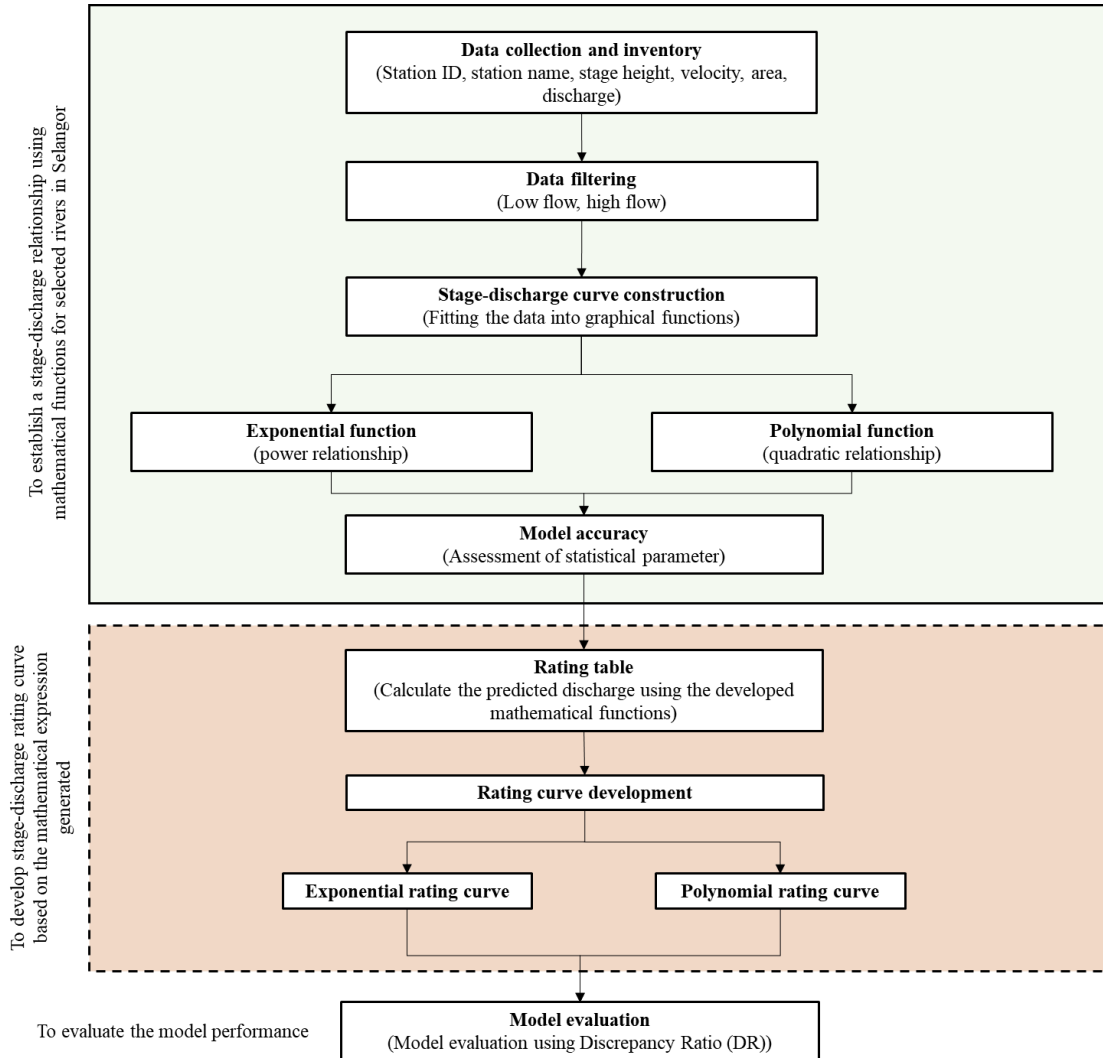 To establish a stage-discharge relationship using
mathematical functions for selected rivers in Selangor
Data collection and inventory
(Station ID, station name, stage height, velocity, area,
discharge)
Data filtering
(Low flow, high flow)
Stage-discharge curve construction
(Fitting the data into graphical functions)
Exponential function
(power relationship)
Polynomial function
(quadratic relationship)
Model accuracy
(Assessment of statistical parameter)
To develop stage-discharge rating curve
based on the mathematical expression
generated
Rating table
(Calculate the predicted discharge using the developed
mathematical functions)
Rating curve development
Exponential rating curve
Polynomial rating curve
To evaluate the model performance
Model evaluation
(Model evaluation using Discrepancy Ratio (DR))